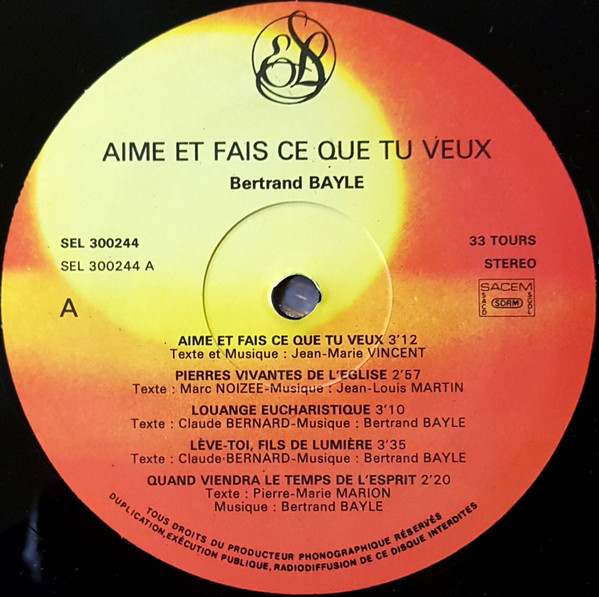 AIME ET FAIS CE QUE TU VEUX
Bertrand BAYLE
SEL 300244
SEL 300244 A
33 TOURS
STEREO
A
SACEM
SACD
SDRM
SGDL
AIME ET FAIS CE QUE TU VEUX 3'12
Texte et Musique : Jean-Marie VINCENT
PIERRES VIVANTES DE L'EGLISE 2'57
Texte : Marc NOIZEE-Musique : Jean-Louis MARTIN
LOUANGE EUCHARISTIQUE 3'10
Texte : Claude BERNARD-Musique : Bertrand BAYLE
LÈVE-TOI, FILS DE LUMIÈRE 3'35
Texte : Claude BERNARD-Musique : Bertrand BAYLE
QUAND VIENDRA LE TEMPS DE L'ESPRIT 2'20
Texte : Pierre-Marie MARION
Musique : Bertrand BAYLE
TOUS DROITS DU PRODUCTEUR PHONOGRAPHIQUE RÉSERVÉS
DUPLICATION, EXÉCUTION PUBLIQUE, RADIODIFFUSION DE CE DISQUE INTERDITES